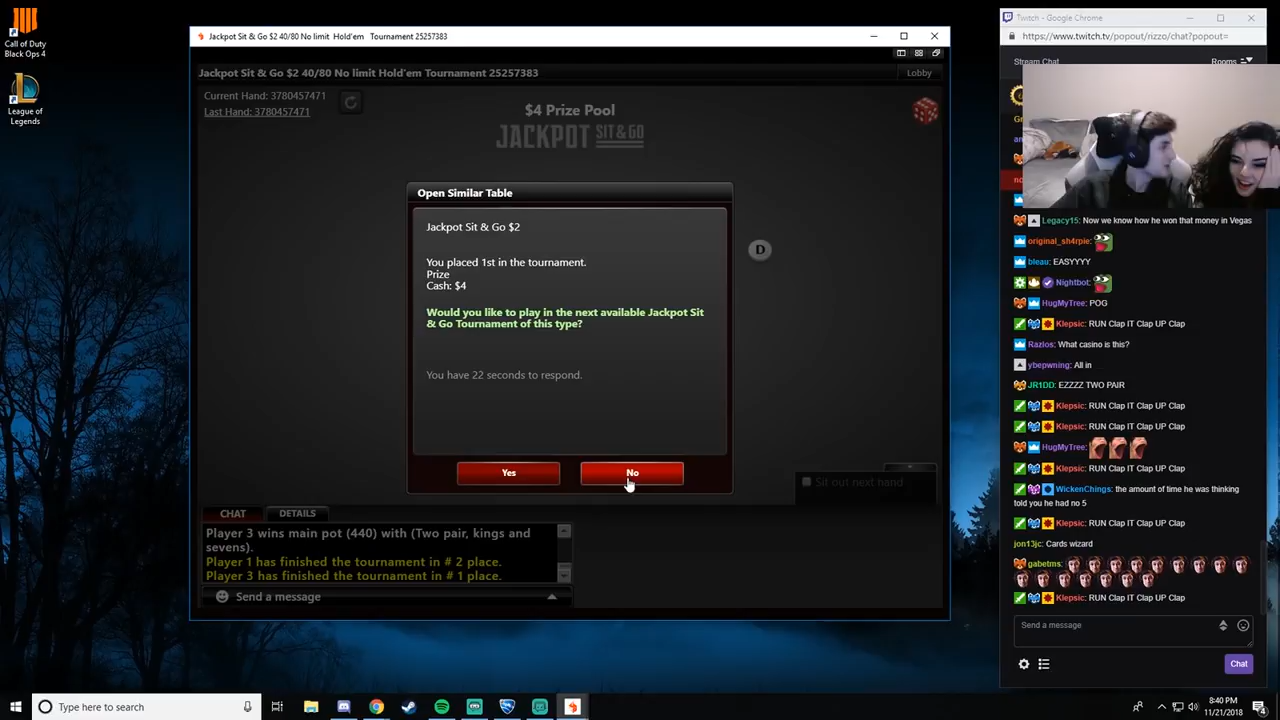 Call of Duty
Black Ops 4
League of
Legends
Jackpot Sit & Go $2 40/80 No limit Hold'em Tournament 25257383
Jackpot Sit & Go $2 40/80 No limit Hold'em Tournament 25257383
Lobby
Current Hand: 3780457471
Last Hand: 3780457471
$4 Prize Pool
JACKPOT SIT & GO
Open Similar Table
Jackpot Sit & Go $2
You placed 1st in the tournament.
Prize
Cash: $4
Would you like to play in the next available Jackpot Sit
& Go Tournament of this type?
You have 22 seconds to respond.
Yes
No
D
Sit out next hand
CHAT
DETAILS
Player 3 wins main pot (440) with (Two pair, kings and
sevens).
Player 1 has finished the tournament in # 2 place.
Player 3 has finished the tournament in # 1 place.
Send a message
Twitch - Google Chrome
https://www.twitch.tv/popout/rizzo/chat?popout=
Stream Chat
Rooms
Legacy15: Now we know how he won that money in Vegas
original_sh4rpie:
bleau: EASYYYY
Nightbot:
HugMyTree: POG
Klepsic: RUN Clap IT Clap UP Clap
Razlos: What casino is this?
ybepwning: All in
JR1DD: EZZZZ TWO PAIR
Klepsic: RUN Clap IT Clap UP Clap
Klepsic: RUN Clap IT Clap UP Clap
HugMyTree:
Klepsic: RUN Clap IT Clap UP Clap
WickenChings: the amount of time he was thinking
told you he had no 5
Klepsic: RUN Clap IT Clap UP Clap
jon13jc: Cards wizard
gabetms:
Klepsic: RUN Clap IT Clap UP Clap
Send a message
Chat
Type here to search
8:40 PM
11/21/2018
4